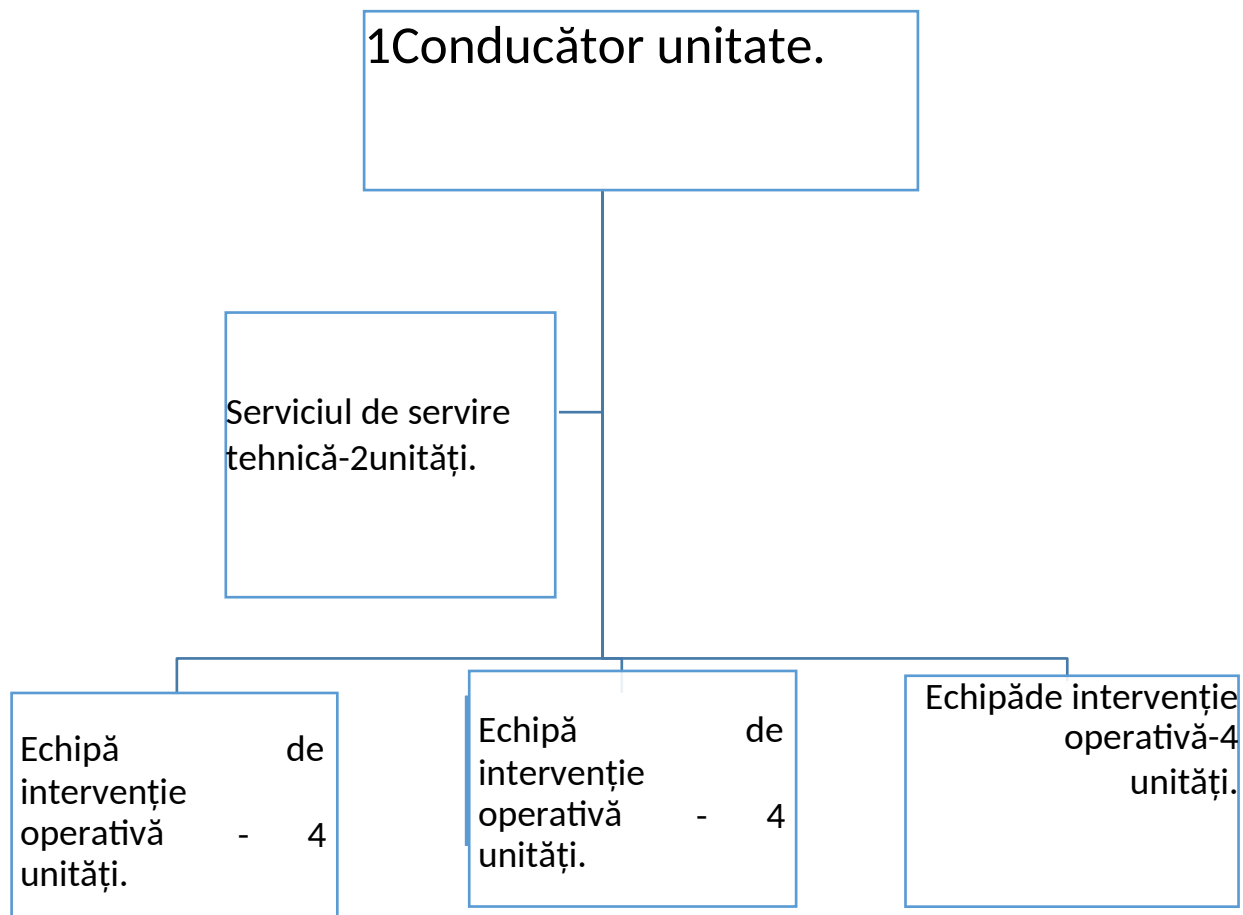 1Conducător unitate.
Serviciul de servire
tehnică-2unități.
Echipă de
intervenție
operativă - 4
unități.
Echipă de
intervenție
operativă - 4
unități.
Echipăde intervenție
operativă-4
unități.